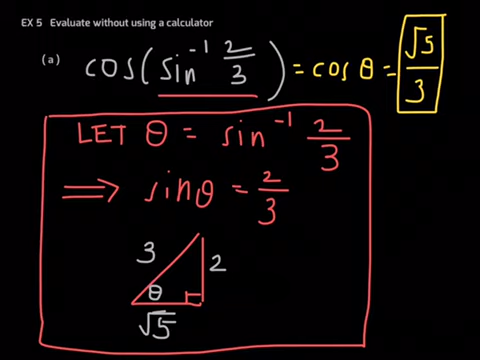 EX 5 Evaluate without using a calculator
(a) cos(sin⁻¹ 2/3) = cos θ = √5/3
LET θ = sin⁻¹ 2/3
⟹ sinθ = 2/3
3
2
θ
√5